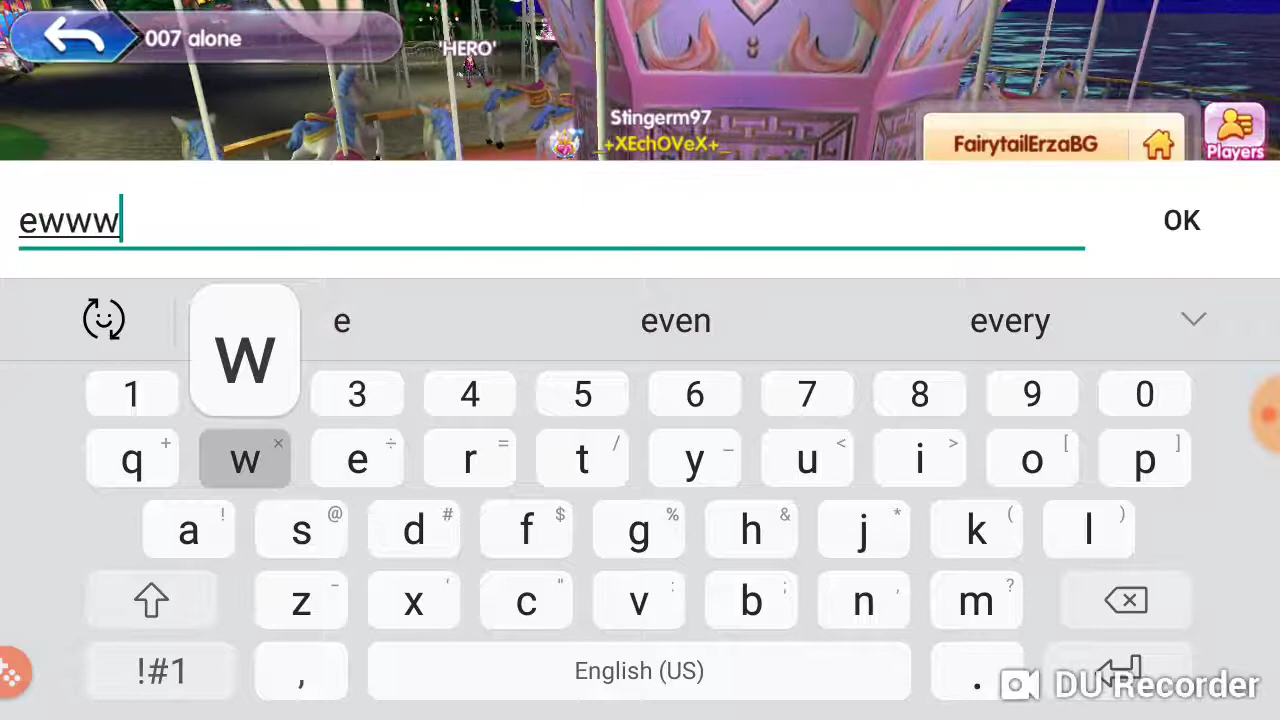 007 alone
'HERO'
Stingerm97
_+XEchOVeX+_
FairytailErzaBG
Players
ewww
OK
W
e even every
1 3 4 5 6 7 8 9 0
q + w × e ÷ r = t / y _ u < i > o [ p ]
a ! s @ d # f $ g % h & j * k ( l )
z - x ' c " v : b ; n , m ?
!#1 , English (US) .
DU Recorder